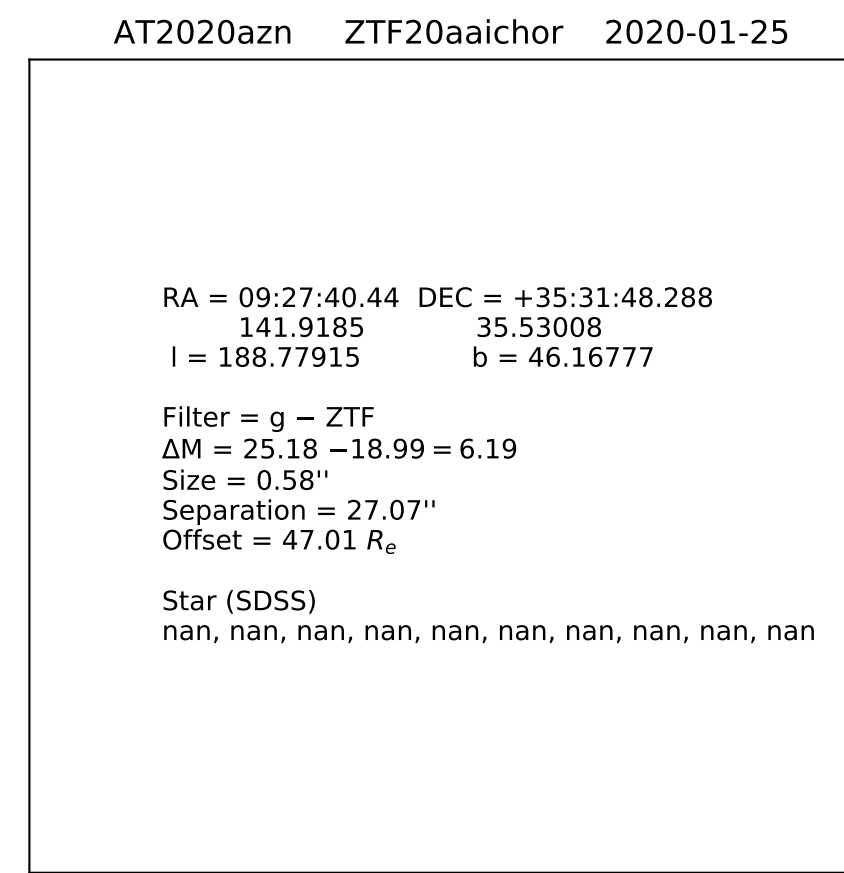 AT2020azn ZTF20aaichor 2020-01-25
RA = 09:27:40.44 DEC = +35:31:48.288
141.9185 35.53008
l = 188.77915 b = 46.16777
Filter = g − ZTF
ΔM = 25.18 −18.99 = 6.19
Size = 0.58''
Separation = 27.07''
Offset = 47.01 Rₑ
Star (SDSS)
nan, nan, nan, nan, nan, nan, nan, nan, nan, nan